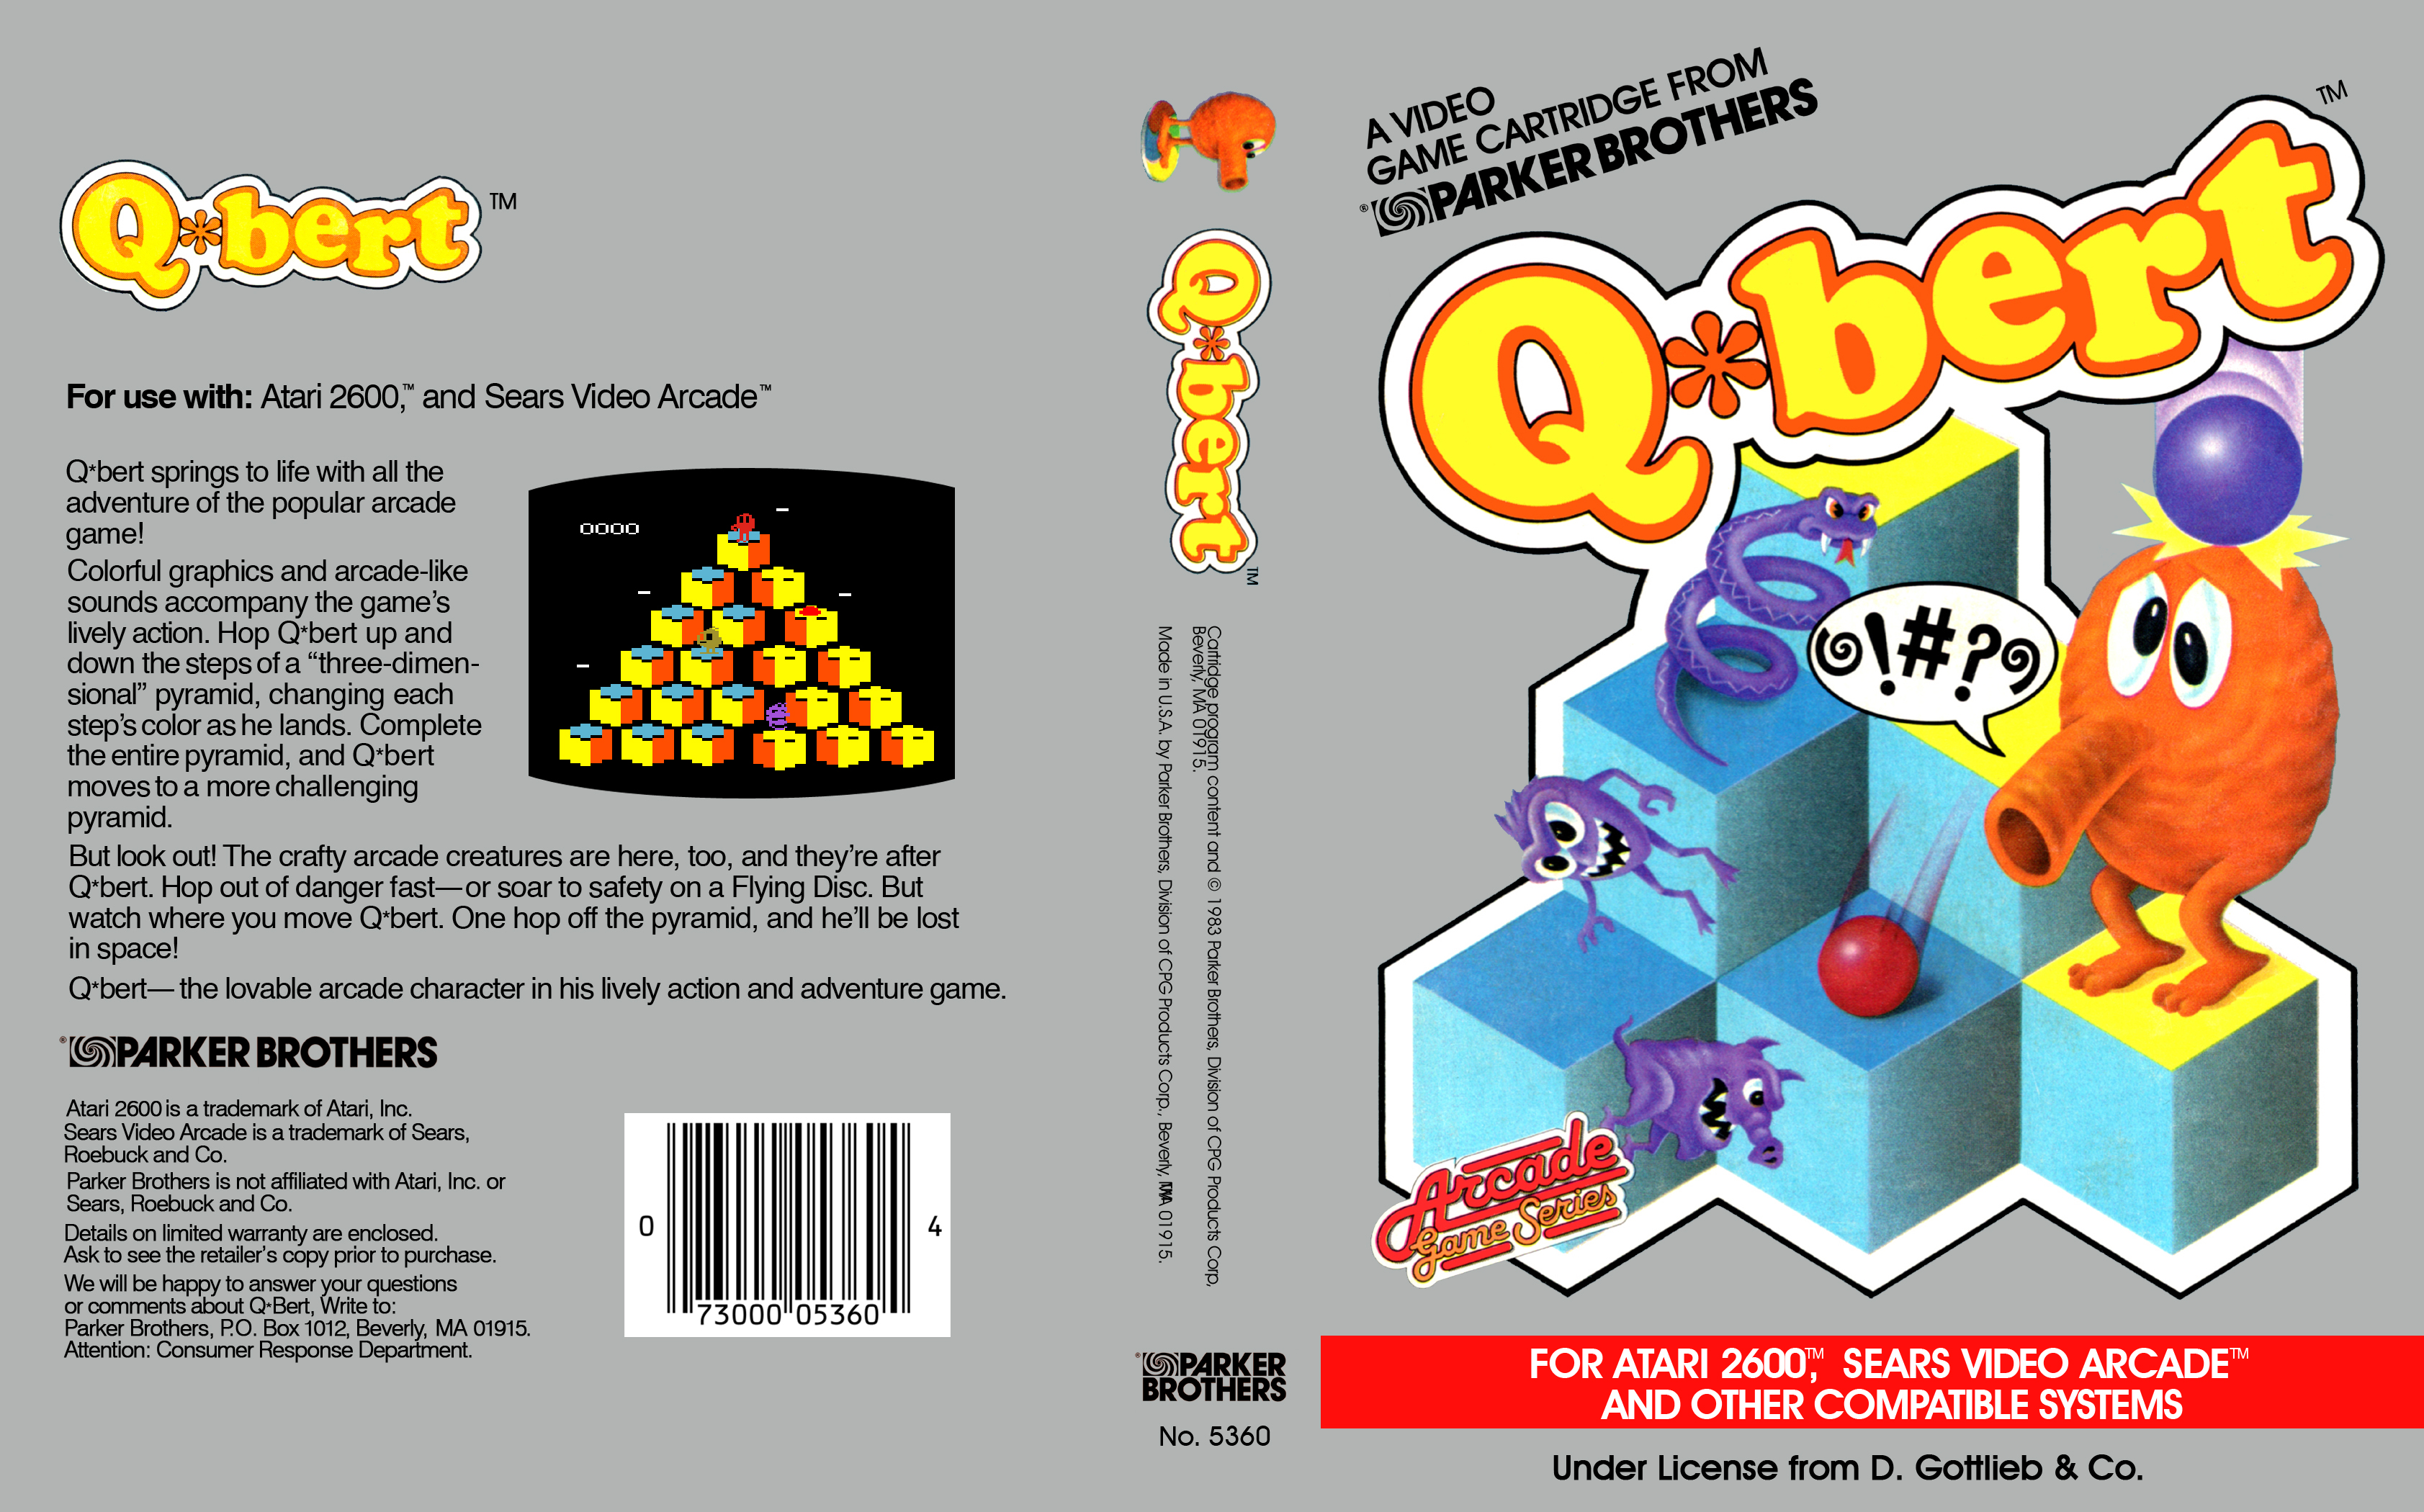 Q*bert™
For use with: Atari 2600,™ and Sears Video Arcade™
Q*bert springs to life with all the
adventure of the popular arcade
game!
Colorful graphics and arcade-like
sounds accompany the game's
lively action. Hop Q*bert up and
down the steps of a “three-dimen-
sional” pyramid, changing each
step's color as he lands. Complete
the entire pyramid, and Q*bert
moves to a more challenging
pyramid.
0000
But look out! The crafty arcade creatures are here, too, and they're after
Q*bert. Hop out of danger fast—or soar to safety on a Flying Disc. But
watch where you move Q*bert. One hop off the pyramid, and he'll be lost
in space!
Q*bert— the lovable arcade character in his lively action and adventure game.
® PARKER BROTHERS
Atari 2600 is a trademark of Atari, Inc.
Sears Video Arcade is a trademark of Sears,
Roebuck and Co.
Parker Brothers is not affiliated with Atari, Inc. or
Sears, Roebuck and Co.
Details on limited warranty are enclosed.
Ask to see the retailer's copy prior to purchase.
We will be happy to answer your questions
or comments about Q*Bert, Write to:
Parker Brothers, P.O. Box 1012, Beverly, MA 01915.
Attention: Consumer Response Department.
0 73000 05360 4
Q*bert™
Cartridge program content and © 1983 Parker Brothers, Division of CPG Products Corp,
Beverly, MA 01915.
Made in U.S.A. by Parker Brothers, Division of CPG Products Corp., Beverly, MA 01915.
® PARKER
BROTHERS
No. 5360
A VIDEO
GAME CARTRIDGE FROM
® PARKER BROTHERS
Q*bert™
@!#?@
Arcade
Game Series
FOR ATARI 2600,™ SEARS VIDEO ARCADE™
AND OTHER COMPATIBLE SYSTEMS
Under License from D. Gottlieb & Co.